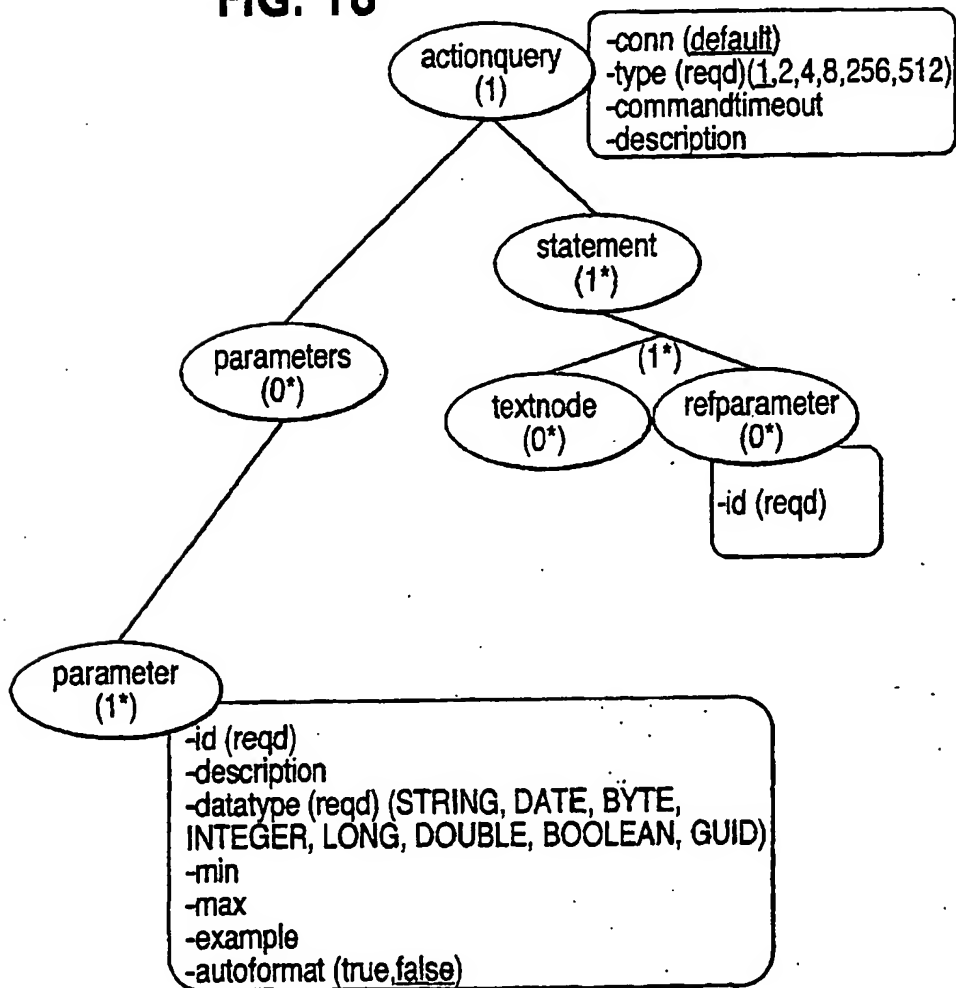 actionquery
(1)
-conn (default)
-type (reqd)(1,2,4,8,256,512)
-commandtimeout
-description
statement
(1*)
parameters
(0*)
(1*)
textnode
(0*)
refparameter
(0*)
-id (reqd)
parameter
(1*)
-id (reqd)
-description
-datatype (reqd) (STRING, DATE, BYTE,
INTEGER, LONG, DOUBLE, BOOLEAN, GUID)
-min
-max
-example
-autoformat (true,false)